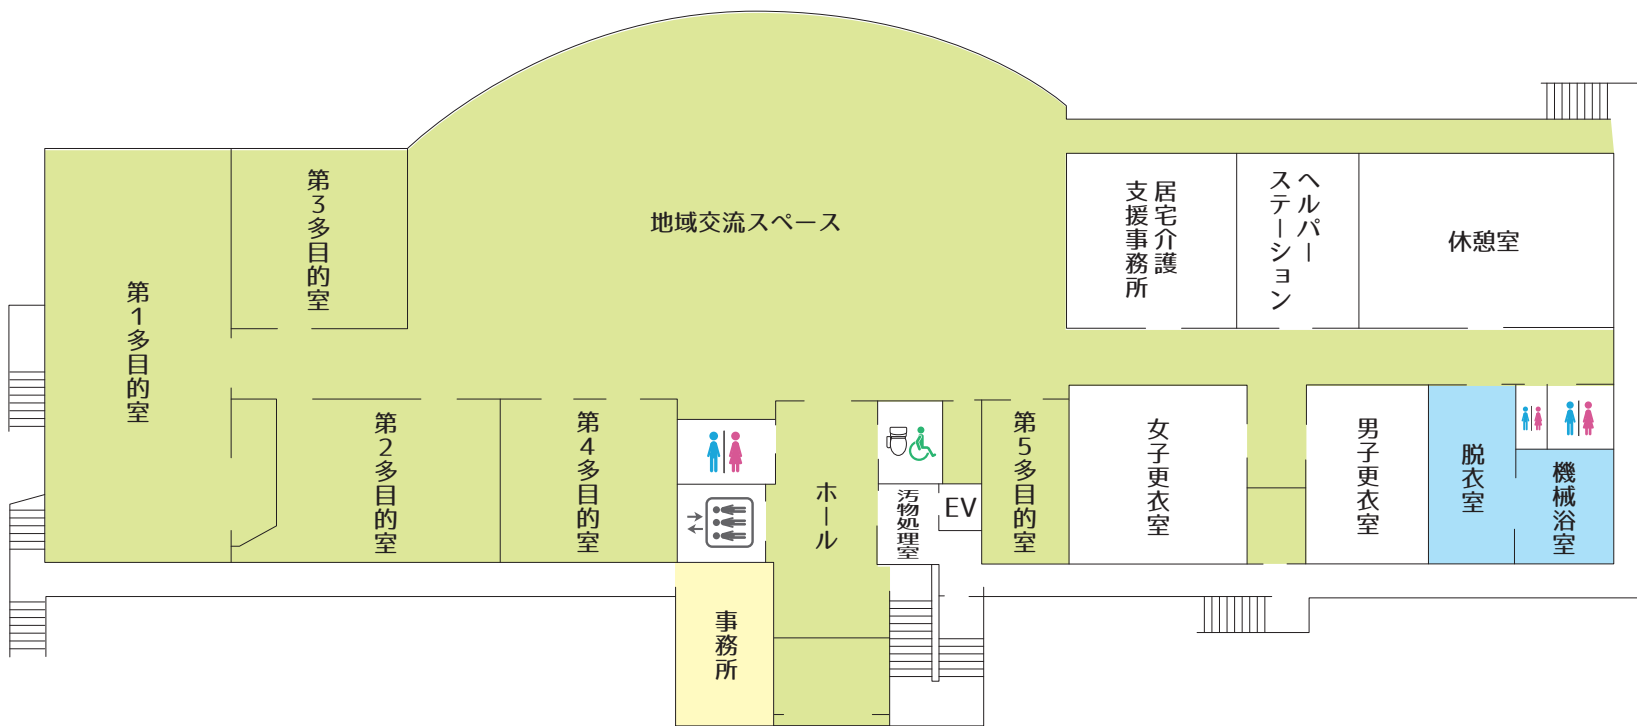 地域交流スペース
第3多目的室
第1多目的室
第2多目的室
第4多目的室
ホール
汚物処理室
EV
第5多目的室
居宅介護
支援事務所
ヘルパー
ステーション
休憩室
女子更衣室
男子更衣室
脱衣室
機械浴室
事務所